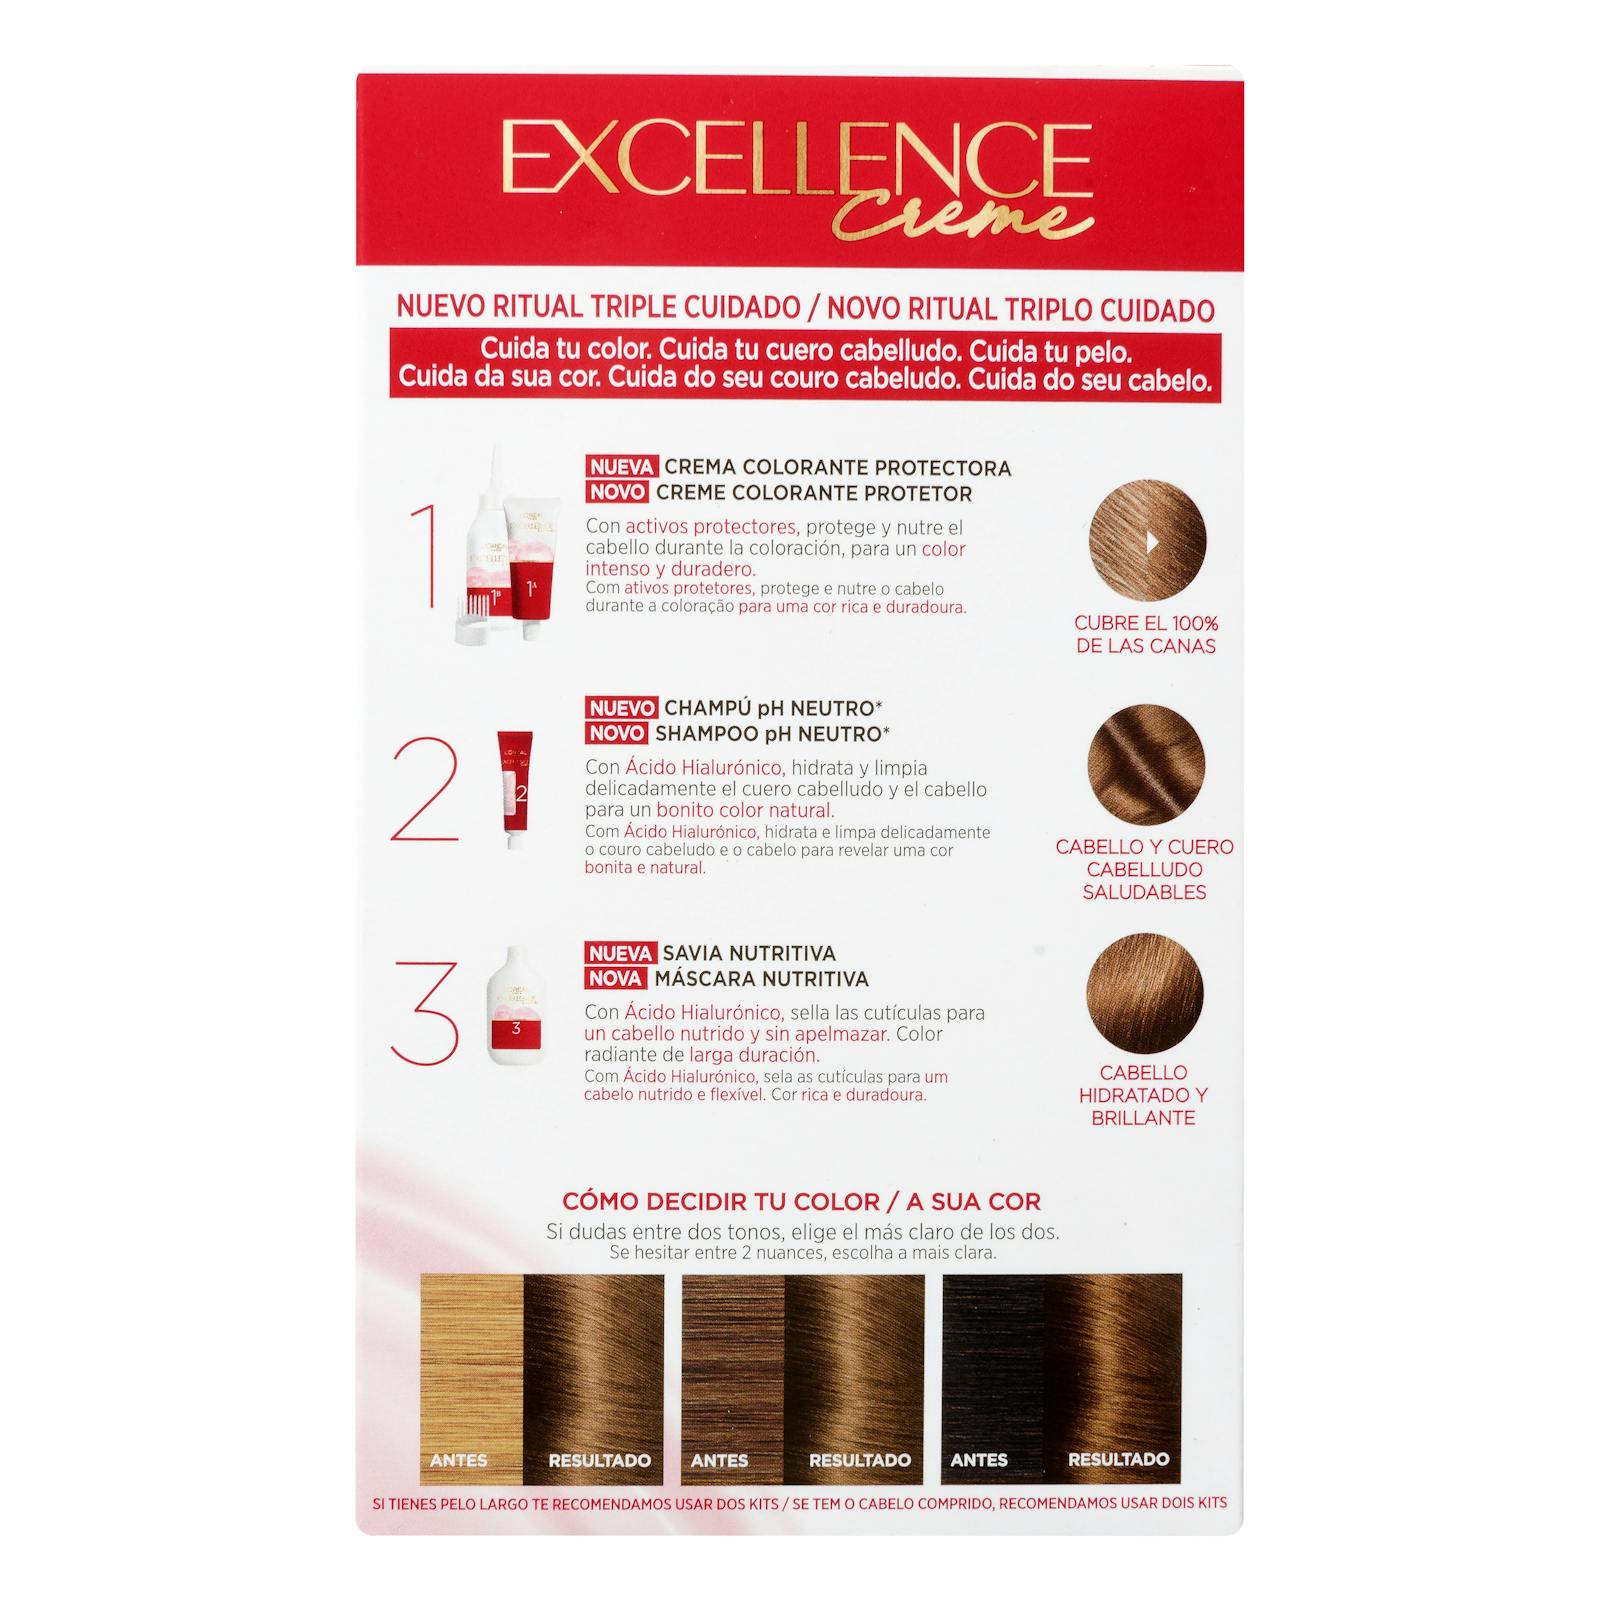 EXCELLENCE
Creme
NUEVO RITUAL TRIPLE CUIDADO / NOVO RITUAL TRIPLO CUIDADO
Cuida tu color. Cuida tu cuero cabelludo. Cuida tu pelo.
Cuida da sua cor. Cuida do seu couro cabeludo. Cuida do seu cabelo.
1
EXCELLENCE
1B
1A
NUEVA CREMA COLORANTE PROTECTORA
NOVO CREME COLORANTE PROTETOR
Con activos protectores, protege y nutre el
cabello durante la coloración, para un color
intenso y duradero.
Com ativos protetores, protege e nutre o cabelo
durante a coloração para uma cor rica e duradoura.
CUBRE EL 100%
DE LAS CANAS
2
2
NUEVO CHAMPÚ pH NEUTRO*
NOVO SHAMPOO pH NEUTRO*
Con Ácido Hialurónico, hidrata y limpia
delicadamente el cuero cabelludo y el cabello
para un bonito color natural.
Com Ácido Hialurónico, hidrata e limpa delicadamente
o couro cabeludo e o cabelo para revelar uma cor
bonita e natural.
CABELLO Y CUERO
CABELLUDO
SALUDABLES
3
3
NUEVA SAVIA NUTRITIVA
NOVA MÁSCARA NUTRITIVA
Con Ácido Hialurónico, sella las cutículas para
un cabello nutrido y sin apelmazar. Color
radiante de larga duración.
Com Ácido Hialurónico, sela as cutículas para um
cabelo nutrido e flexível. Cor rica e duradoura.
CABELLO
HIDRATADO Y
BRILLANTE
CÓMO DECIDIR TU COLOR / A SUA COR
Si dudas entre dos tonos, elige el más claro de los dos.
Se hesitar entre 2 nuances, escolha a mais clara.
ANTES RESULTADO ANTES RESULTADO ANTES RESULTADO
SI TIENES PELO LARGO TE RECOMENDAMOS USAR DOS KITS / SE TEM O CABELO COMPRIDO, RECOMENDAMOS USAR DOIS KITS